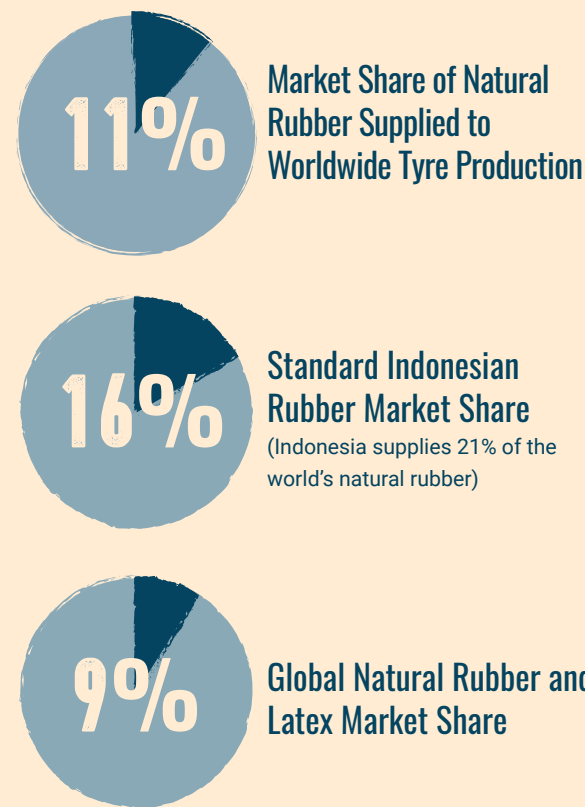 11%
Market Share of Natural
Rubber Supplied to
Worldwide Tyre Production
16%
Standard Indonesian
Rubber Market Share
(Indonesia supplies 21% of the
world’s natural rubber)
9%
Global Natural Rubber and
Latex Market Share